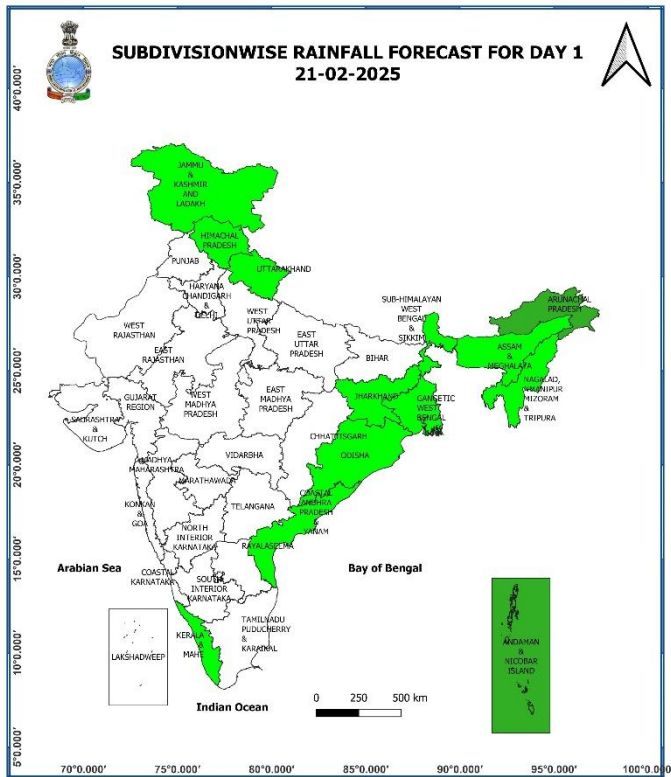 SUBDIVISIONWISE RAINFALL FORECAST FOR DAY 1
21-02-2025
40°0.000'
35°0.000'
30°0.000'
25°0.000'
20°0.000'
15°0.000'
10°0.000'
5°0.000'
JAMMU
&
KASHMIR
AND
LADAKH
HIMACHAL
PRADESH
PUNJAB
UTTARAKHAND
HARYANA
CHANDIGARH
&
DELHI
WEST
RAJASTHAN
EAST
RAJASTHAN
WEST
UTTAR
PRADESH
EAST
UTTAR
PRADESH
SUB-HIMALAYAN
WEST
BENGAL
&
SIKKIM
ARUNACHAL
PRADESH
ASSAM
&
MEGHALAYA
NAGALAD,
MANIPUR
MIZORAM
&
TRIPURA
BIHAR
GUJARAT
REGION
SAURASHTRA
&
KUTCH
WEST
MADHYA
PRADESH
EAST
MADHYA
PRADESH
JHARKHAND
GANGETIC
WEST
BENGAL
CHHATTISGARH
ODISHA
VIDARBHA
MADHYA
MAHARASHTRA
MARATHAWADA
KONKAN
&
GOA
TELANGANA
COASTAL
ANDHRA
PRADESH
&
YANAM
NORTH
INTERIOR
KARNATAKA
RAYALASEEMA
COASTAL
KARNATAKA
SOUTH
INTERIOR
KARNATAKA
Arabian Sea
Bay of Bengal
LAKSHADWEEP
KERALA
&
MAHE
TAMILNADU
PUDUCHERRY
&
KARAIKAL
ANDAMAN
&
NICOBAR
ISLAND
Indian Ocean
0 250 500 km
70°0.000' 75°0.000' 80°0.000' 85°0.000' 90°0.000' 95°0.000' 100°0.000'